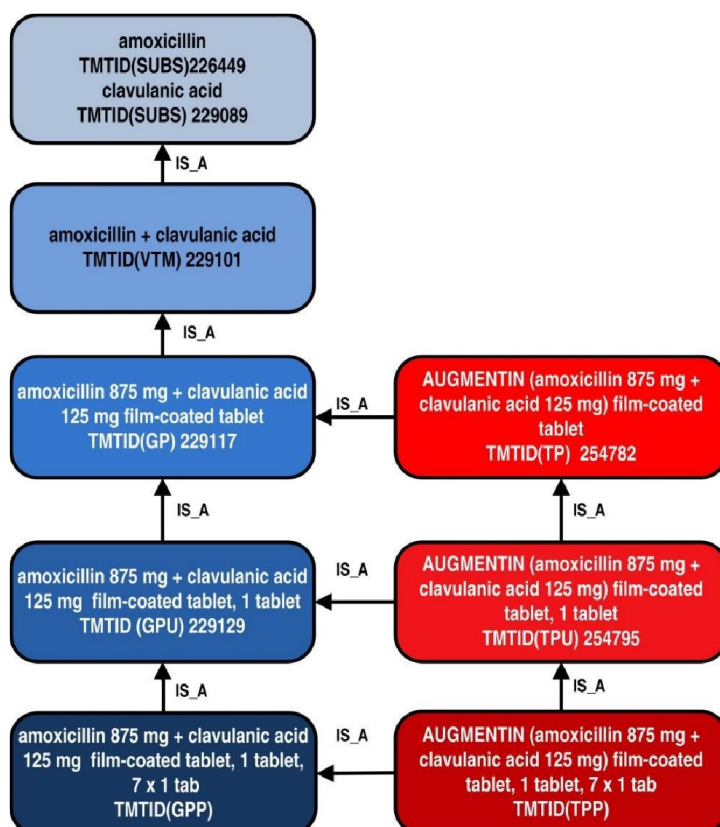 amoxicillin
TMTID(SUBS)226449
clavulanic acid
TMTID(SUBS) 229089
IS_A
amoxicillin + clavulanic acid
TMTID(VTM) 229101
IS_A
amoxicillin 875 mg + clavulanic acid
125 mg film-coated tablet
TMTID(GP) 229117
IS_A
AUGMENTIN (amoxicillin 875 mg +
clavulanic acid 125 mg) film-coated
tablet
TMTID(TP) 254782
IS_A
IS_A
amoxicillin 875 mg + clavulanic acid
125 mg film-coated tablet, 1 tablet
TMTID (GPU) 229129
IS_A
AUGMENTIN (amoxicillin 875 mg +
clavulanic acid 125 mg) film-coated
tablet, 1 tablet
TMTID(TPU) 254795
IS_A
IS_A
amoxicillin 875 mg + clavulanic acid
125 mg film-coated tablet, 1 tablet,
7 x 1 tab
TMTID(GPP)
IS_A
AUGMENTIN (amoxicillin 875 mg +
clavulanic acid 125 mg) film-coated
tablet, 1 tablet, 7 x 1 tab
TMTID(TPP)